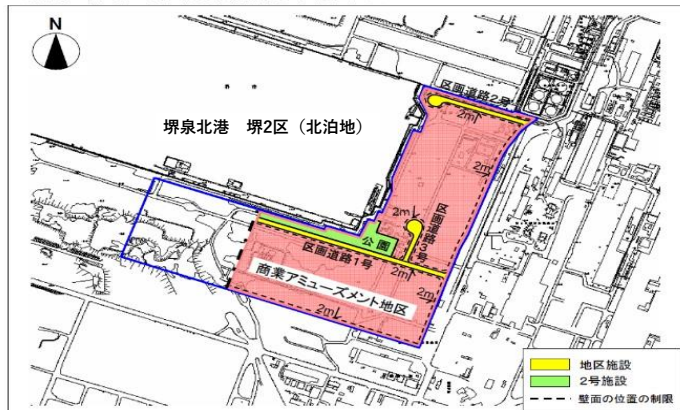 N
堺泉北港 堺2区（北泊地）
区画道路2号
2m
2m
2m
区画道路3号
公園
区画道路1号
2m
商業アミューズメント地区
2m
2m
地区施設
2号施設
壁面の位置の制限